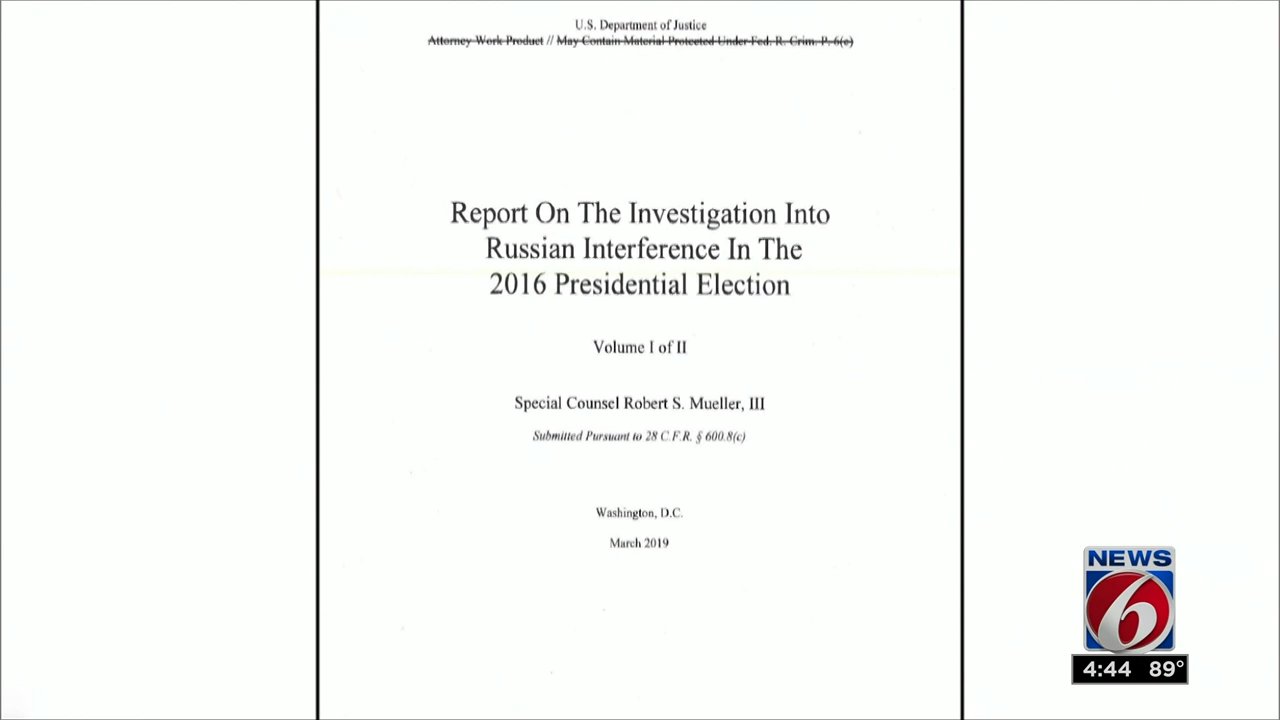 U.S. Department of Justice
Attorney Work Product // May Contain Material Protected Under Fed. R. Crim. P. 6(e)
Report On The Investigation Into
Russian Interference In The
2016 Presidential Election
Volume I of II
Special Counsel Robert S. Mueller, III
Submitted Pursuant to 28 C.F.R. § 600.8(c)
Washington, D.C.
March 2019
NEWS
6
4:44 89°